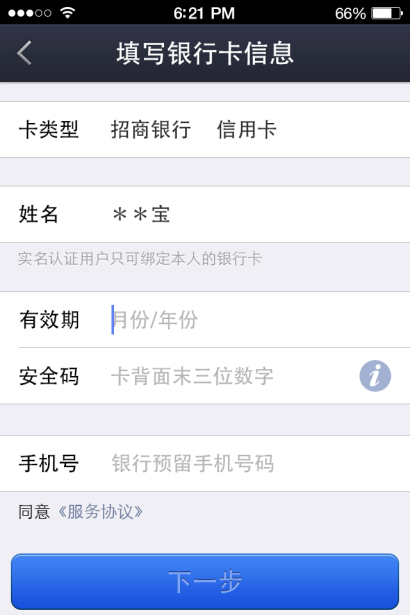 6:21 PM 66%
填写银行卡信息
卡类型 招商银行 信用卡
姓名 ＊＊宝
实名认证用户只可绑定本人的银行卡
有效期 月份/年份
安全码 卡背面末三位数字 i
手机号 银行预留手机号码
同意《服务协议》
下一步